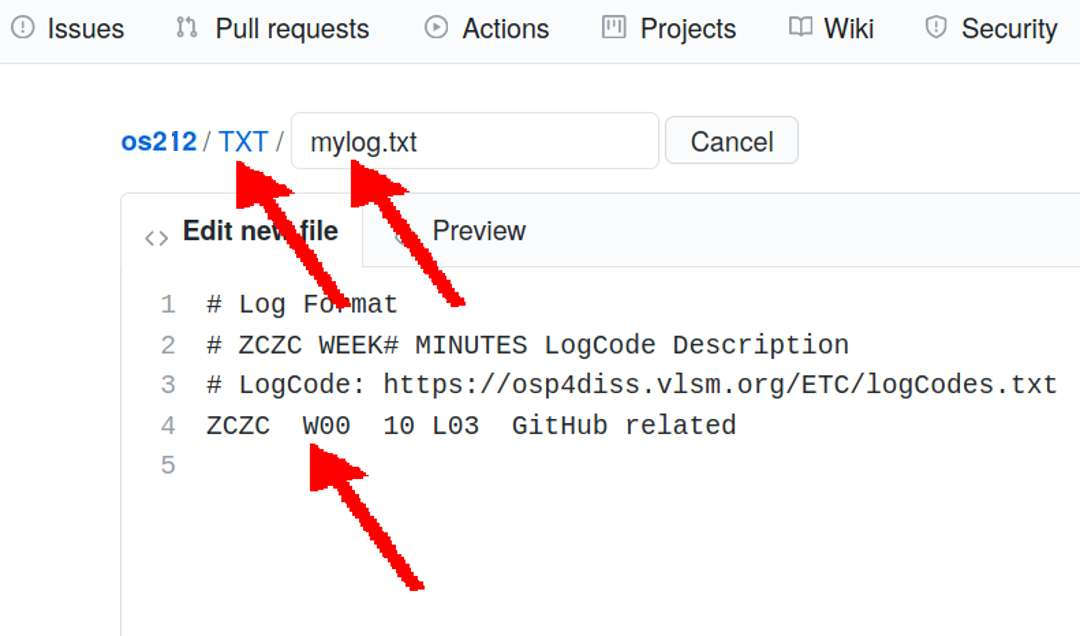 Issues Pull requests Actions Projects Wiki Security
os212 / TXT / mylog.txt Cancel
Edit new file Preview
1 # Log Format
2 # ZCZC WEEK# MINUTES LogCode Description
3 # LogCode: https://osp4diss.vlsm.org/ETC/logCodes.txt
4 ZCZC  W00  10 L03  GitHub related
5